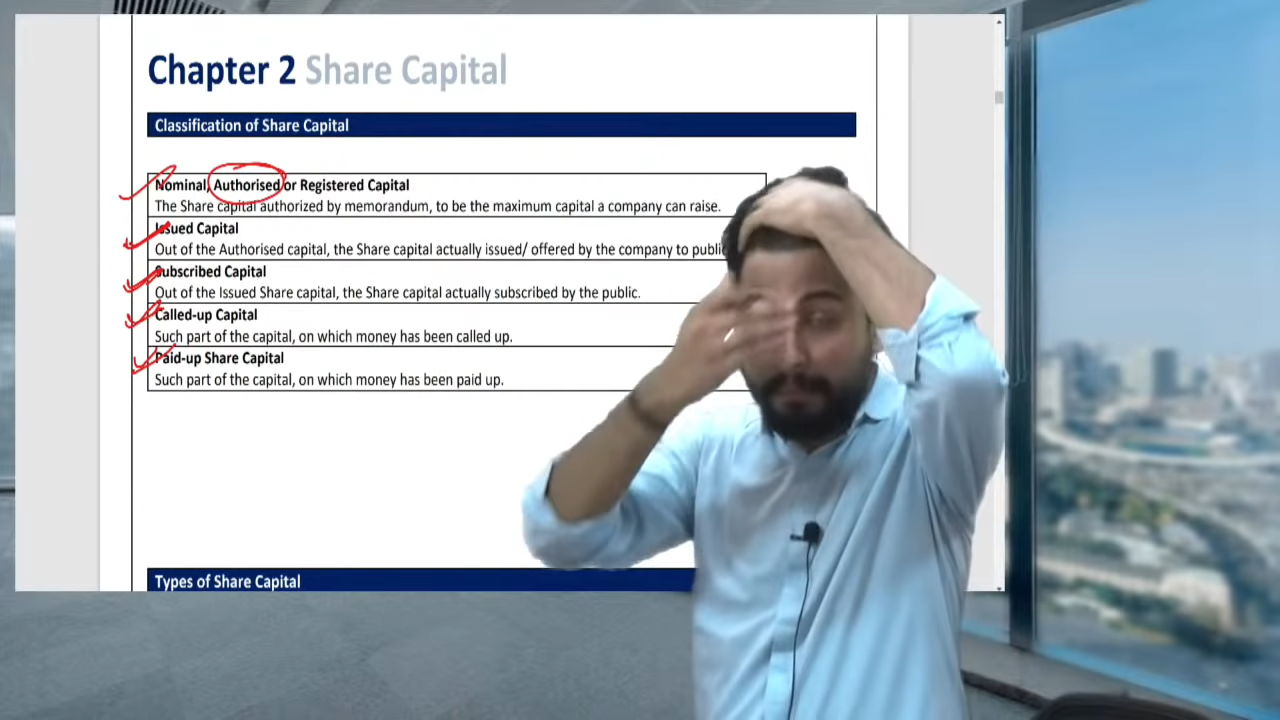 Chapter 2 Share Capital
Classification of Share Capital
Nominal, Authorised or Registered Capital
The Share capital authorized by memorandum, to be the maximum capital a company can raise.
Issued Capital
Out of the Authorised capital, the Share capital actually issued/ offered by the company to public
Subscribed Capital
Out of the Issued Share capital, the Share capital actually subscribed by the public.
Called-up Capital
Such part of the capital, on which money has been called up.
Paid-up Share Capital
Such part of the capital, on which money has been paid up.
Types of Share Capital